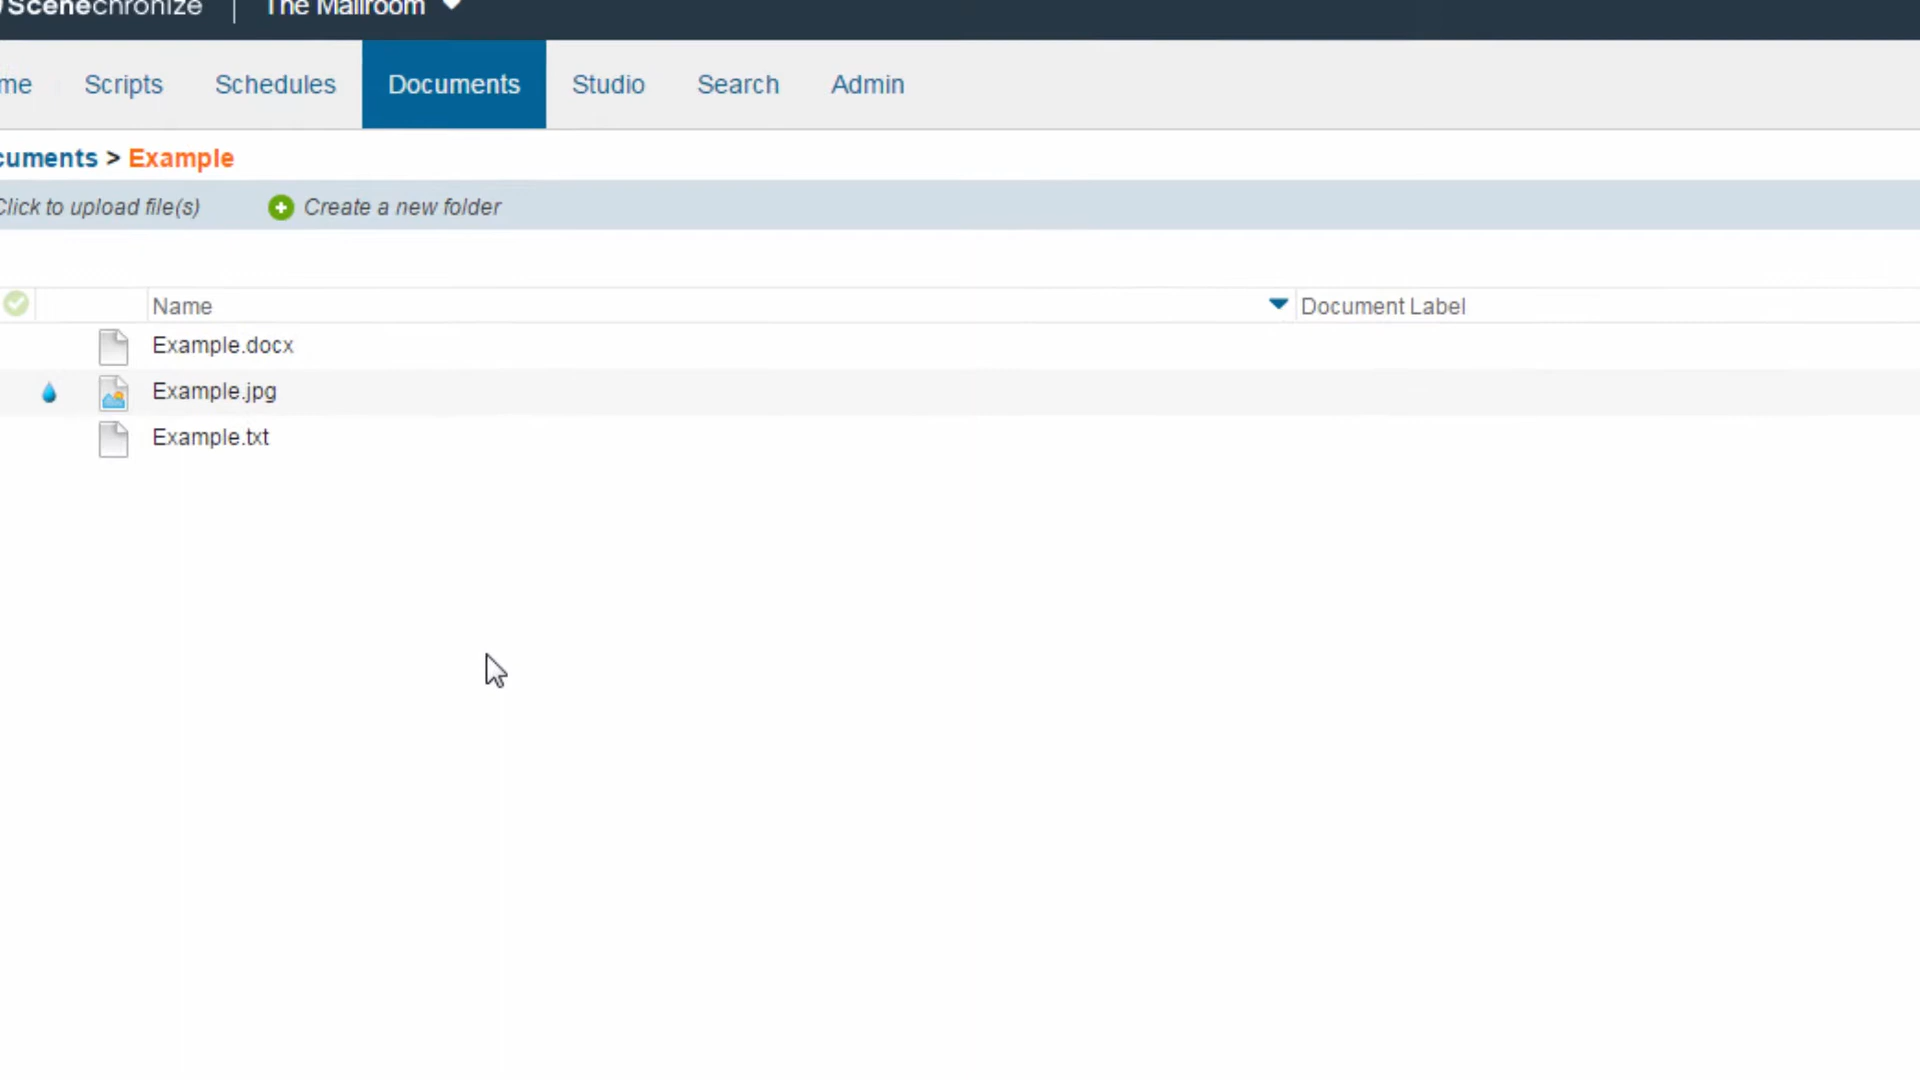 Scenechronize The Mailroom
me Scripts Schedules Documents Studio Search Admin
cuments > Example
Click to upload file(s) Create a new folder
Name Document Label
Example.docx
Example.jpg
Example.txt